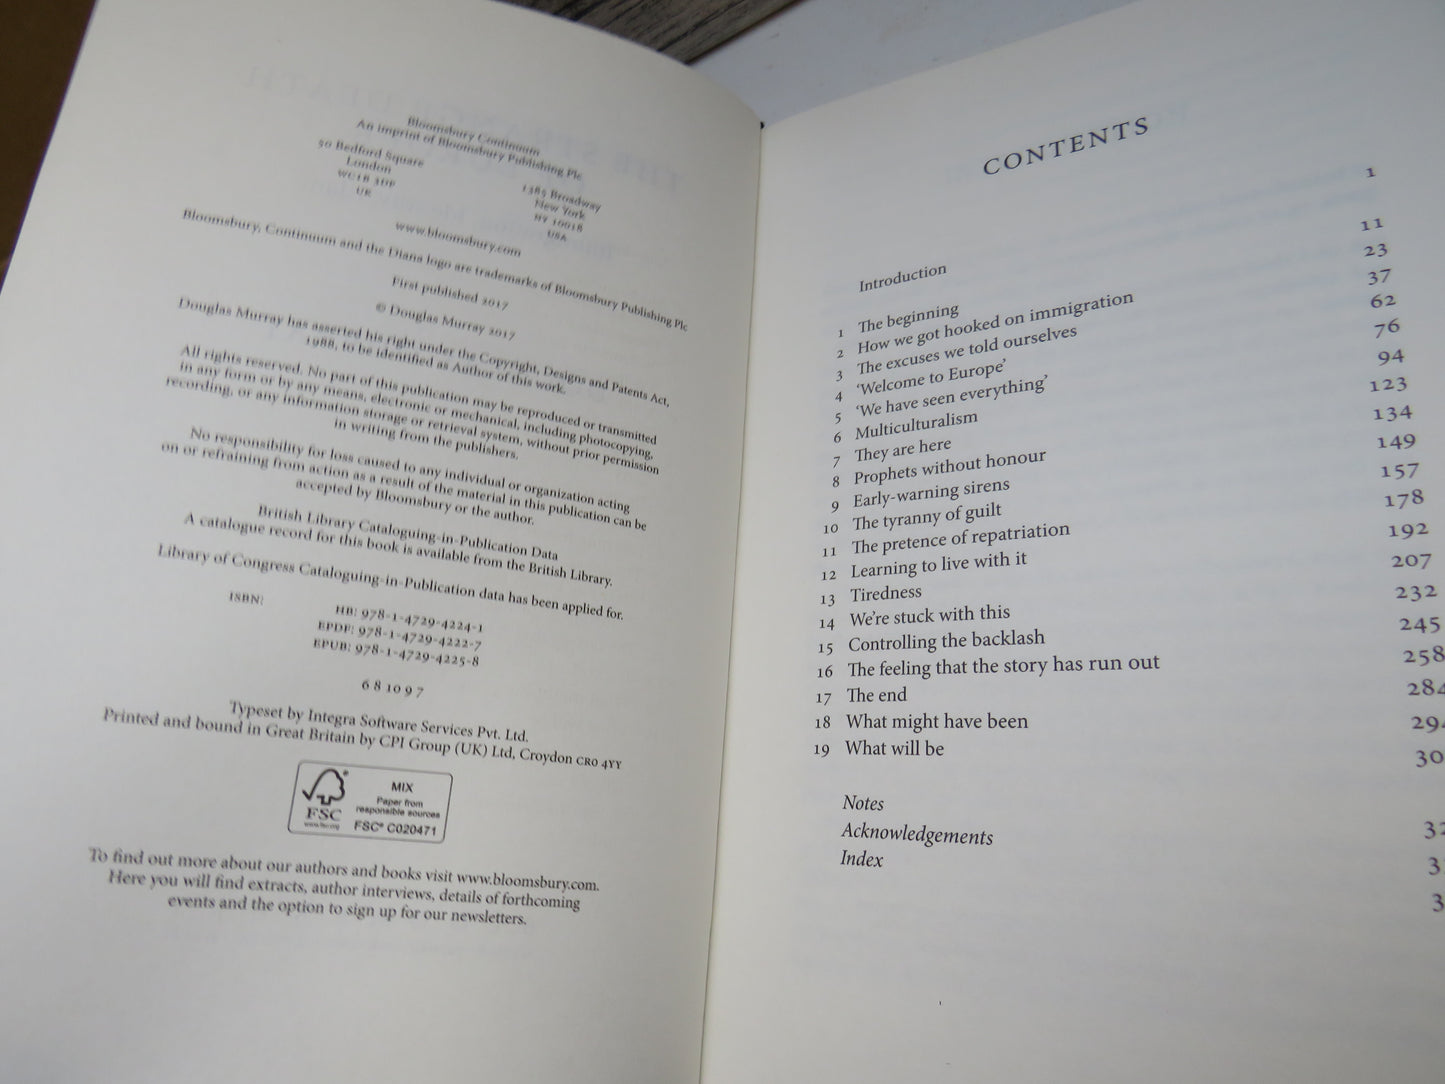 Bloomsbury Continuum
An imprint of Bloomsbury Publishing Plc
50 Bedford Square
London
WC1B 3DP
UK
1385 Broadway
New York
NY 10018
USA
www.bloomsbury.com
Bloomsbury, Continuum and the Diana logo are trademarks of Bloomsbury Publishing Plc
First published 2017
© Douglas Murray 2017
Douglas Murray has asserted his right under the Copyright, Designs and Patents Act,
1988, to be identified as Author of this work.
All rights reserved. No part of this publication may be reproduced or transmitted
in any form or by any means, electronic or mechanical, including photocopying,
recording, or any information storage or retrieval system, without prior permission
in writing from the publishers.
No responsibility for loss caused to any individual or organization acting
on or refraining from action as a result of the material in this publication can be
accepted by Bloomsbury or the author.
British Library Cataloguing-in-Publication Data
A catalogue record for this book is available from the British Library.
Library of Congress Cataloguing-in-Publication data has been applied for.
ISBN:
HB: 978-1-4729-4224-1
EPDF: 978-1-4729-4222-7
EPUB: 978-1-4729-4225-8
6 8 10 9 7
Typeset by Integra Software Services Pvt. Ltd.
Printed and bound in Great Britain by CPI Group (UK) Ltd, Croydon CR0 4YY
FSC
www.fsc.org
MIX
Paper from
responsible sources
FSC® C020471
To find out more about our authors and books visit www.bloomsbury.com.
Here you will find extracts, author interviews, details of forthcoming
events and the option to sign up for our newsletters.
CONTENTS
Introduction 1
1 The beginning 11
2 How we got hooked on immigration 23
3 The excuses we told ourselves 37
4 ‘Welcome to Europe’ 62
5 ‘We have seen everything’ 76
6 Multiculturalism 94
7 They are here 123
8 Prophets without honour 134
9 Early-warning sirens 149
10 The tyranny of guilt 157
11 The pretence of repatriation 178
12 Learning to live with it 192
13 Tiredness 207
14 We’re stuck with this 232
15 Controlling the backlash 245
16 The feeling that the story has run out 258
17 The end 284
18 What might have been 294
19 What will be
Notes
Acknowledgements
Index